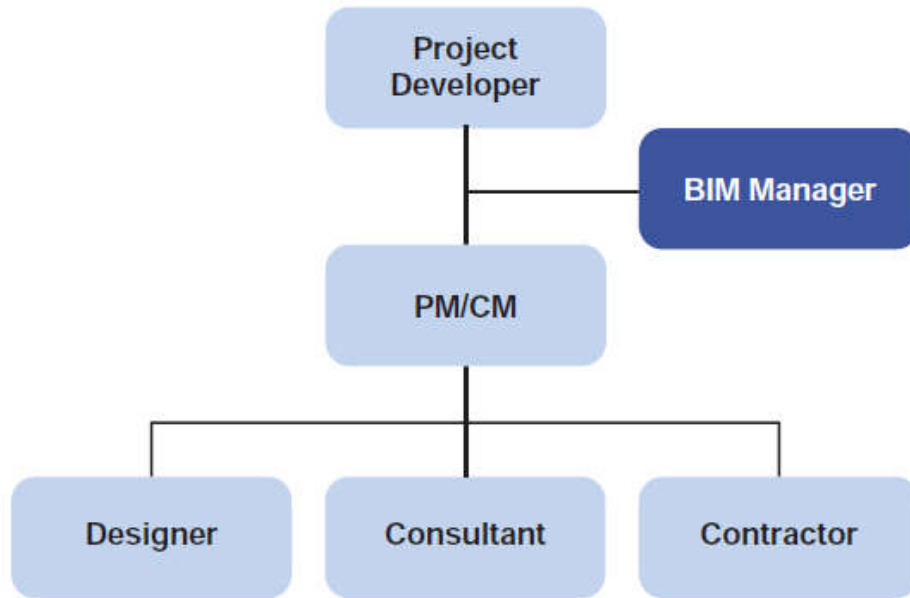 Project
Developer
BIM Manager
PM/CM
Designer
Consultant
Contractor